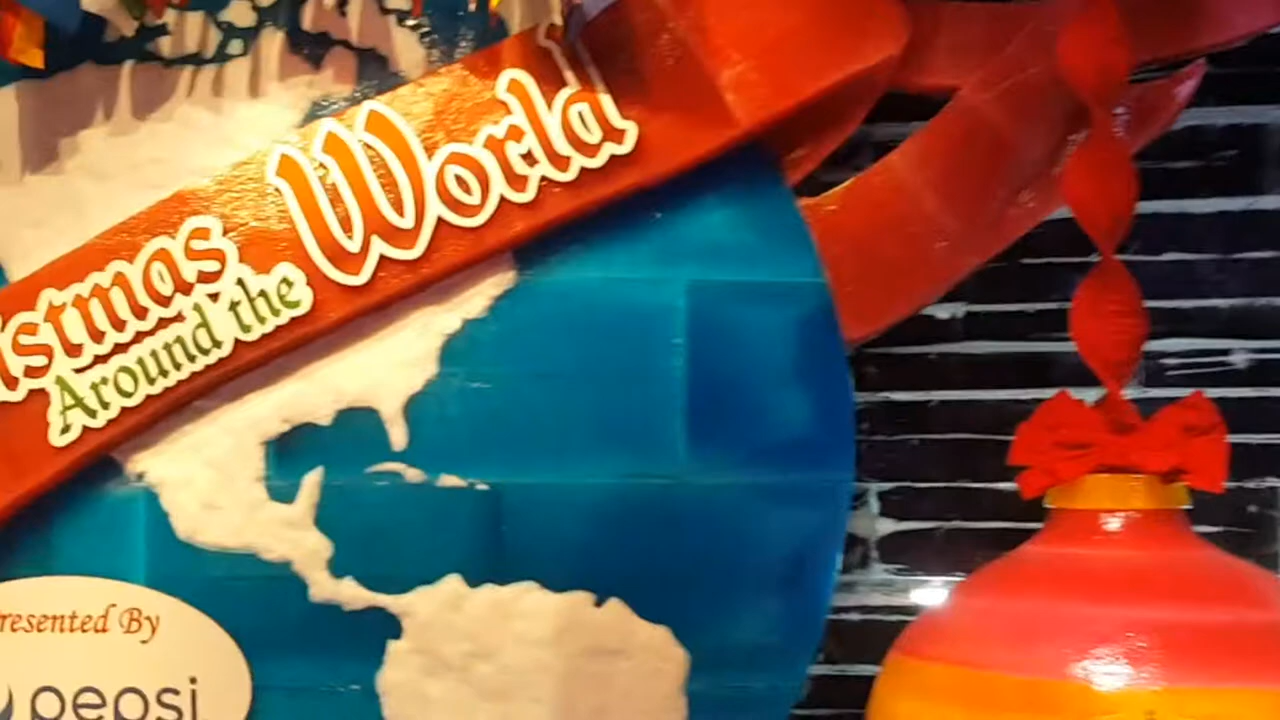 istmas
Around the
World
resented By
pepsi